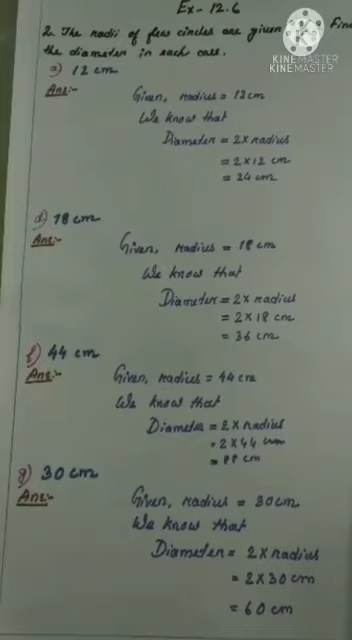 Ex-12.6
2. The radii of few circles are given Find
the diameter in each case.
KINEMASTER
KINEMASTER
a) 12 cm
Ans:- Given, radius = 12cm
We know that
Diameter = 2 x radius
= 2 x 12 cm
= 24 cm
d) 18 cm
Ans:- Given, radius = 18 cm
We know that
Diameter = 2 x radius
= 2 x 18 cm
= 36 cm
f) 44 cm
Ans:- Given, radius = 44 cm
We know that
Diameter = 2 x radius
= 2 x 44 cm
= 88 cm
g) 30 cm
Ans:- Given, radius = 30cm
We know that
Diameter = 2 x radius
= 2 x 30 cm
= 60 cm